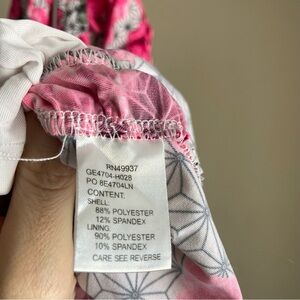 RN49937
GE4704-H028
PO 8E4704LN
CONTENT:
SHELL:
88% POLYESTER
12% SPANDEX
LINING:
90% POLYESTER
10% SPANDEX
CARE SEE REVERSE